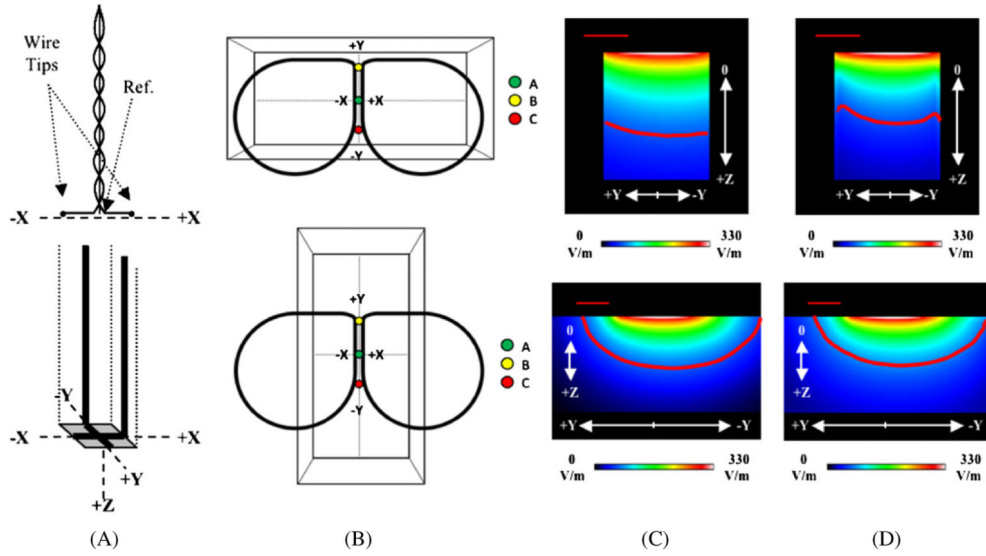 Wire
Tips
Ref.
-X
+X
-Y
-X
+X
+Y
+Z
(A)
+Y
-X
+X
-Y
A
B
C
+Y
-X
+X
-Y
A
B
C
(B)
0
+Z
+Y
-Y
0
V/m
330
V/m
0
+Z
+Y
-Y
0
V/m
330
V/m
(C)
0
+Z
+Y
-Y
0
V/m
330
V/m
0
+Z
+Y
-Y
0
V/m
330
V/m
(D)